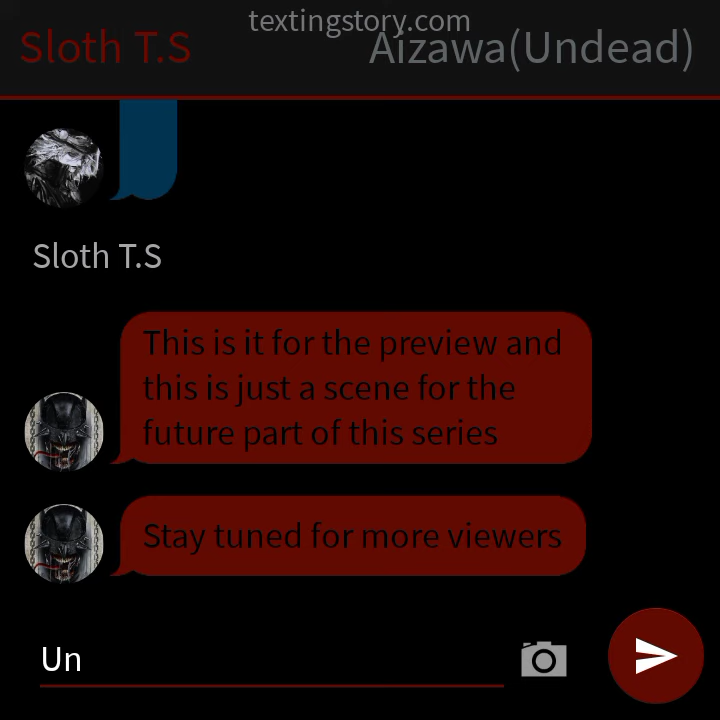 textingstory.com
Sloth T.S
Aizawa(Undead)
Sloth T.S
This is it for the preview and
this is just a scene for the
future part of this series
Stay tuned for more viewers
Un